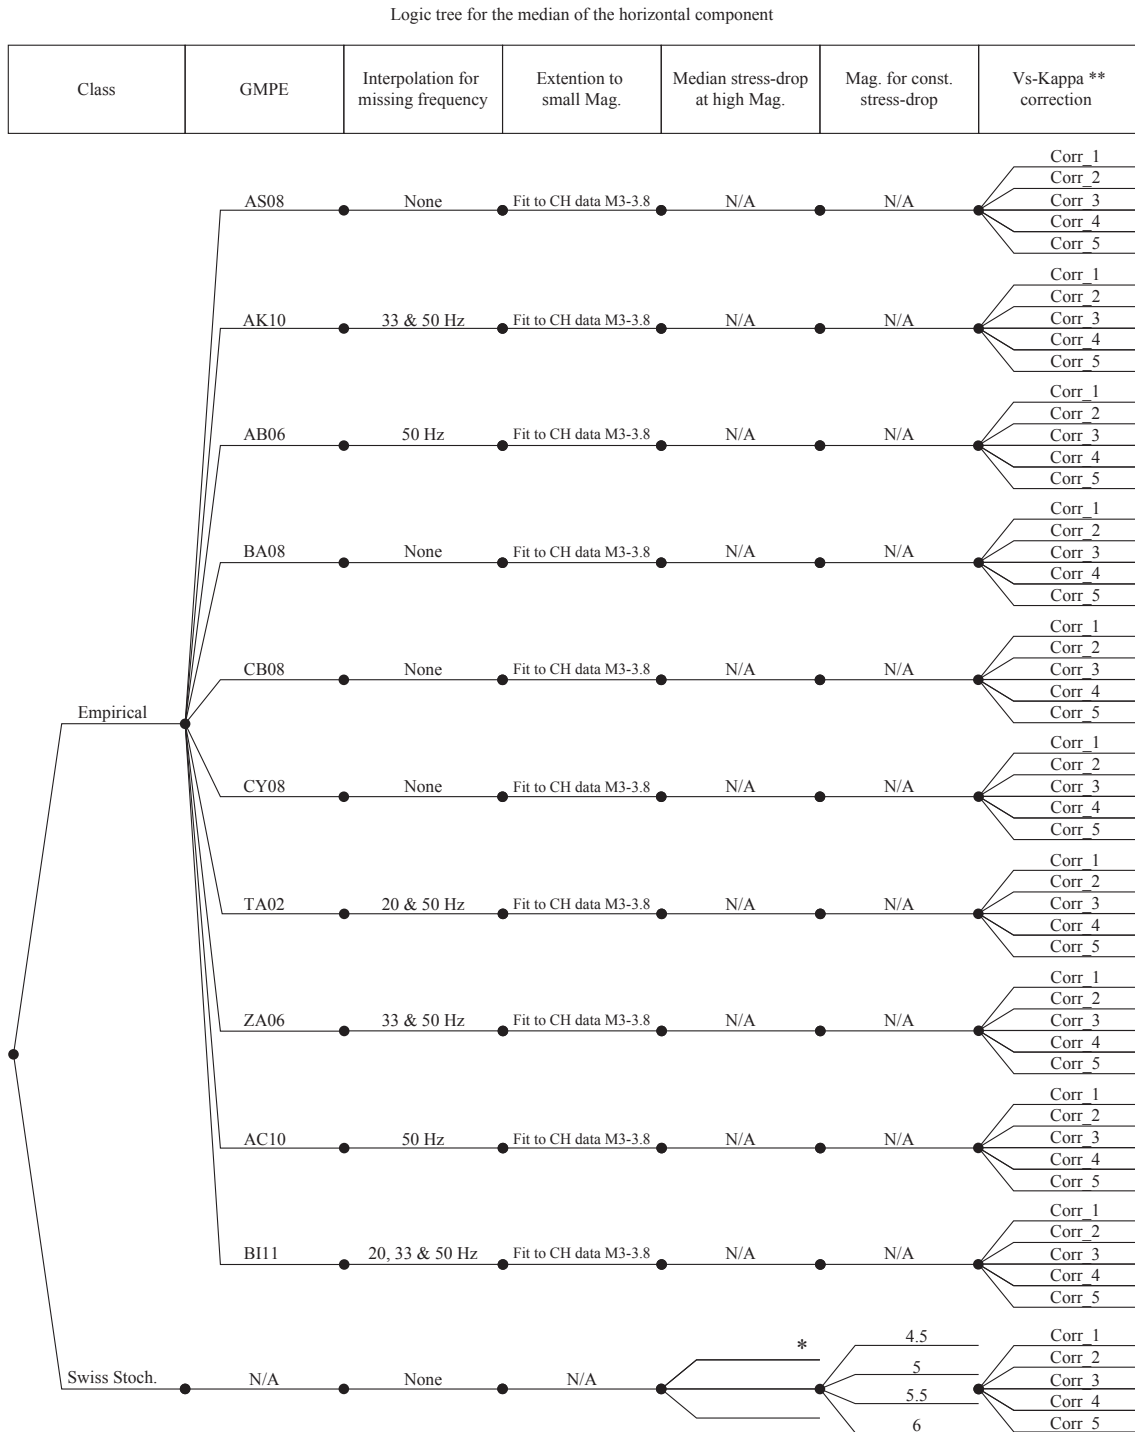 Logic tree for the median of the horizontal component
Class
GMPE
Interpolation for
missing frequency
Extention to
small Mag.
Median stress-drop
at high Mag.
Mag. for const.
stress-drop
Vs-Kappa **
correction
AS08
None
Fit to CH data M3-3.8
N/A
N/A
Corr_1
Corr_2
Corr_3
Corr_4
Corr_5
AK10
33 & 50 Hz
Fit to CH data M3-3.8
N/A
N/A
Corr_1
Corr_2
Corr_3
Corr_4
Corr_5
AB06
50 Hz
Fit to CH data M3-3.8
N/A
N/A
Corr_1
Corr_2
Corr_3
Corr_4
Corr_5
BA08
None
Fit to CH data M3-3.8
N/A
N/A
Corr_1
Corr_2
Corr_3
Corr_4
Corr_5
CB08
None
Fit to CH data M3-3.8
N/A
N/A
Corr_1
Corr_2
Corr_3
Corr_4
Corr_5
Empirical
CY08
None
Fit to CH data M3-3.8
N/A
N/A
Corr_1
Corr_2
Corr_3
Corr_4
Corr_5
TA02
20 & 50 Hz
Fit to CH data M3-3.8
N/A
N/A
Corr_1
Corr_2
Corr_3
Corr_4
Corr_5
ZA06
33 & 50 Hz
Fit to CH data M3-3.8
N/A
N/A
Corr_1
Corr_2
Corr_3
Corr_4
Corr_5
AC10
50 Hz
Fit to CH data M3-3.8
N/A
N/A
Corr_1
Corr_2
Corr_3
Corr_4
Corr_5
BI11
20, 33 & 50 Hz
Fit to CH data M3-3.8
N/A
N/A
Corr_1
Corr_2
Corr_3
Corr_4
Corr_5
Swiss Stoch.
N/A
None
N/A
*
4.5
5
5.5
6
Corr_1
Corr_2
Corr_3
Corr_4
Corr_5